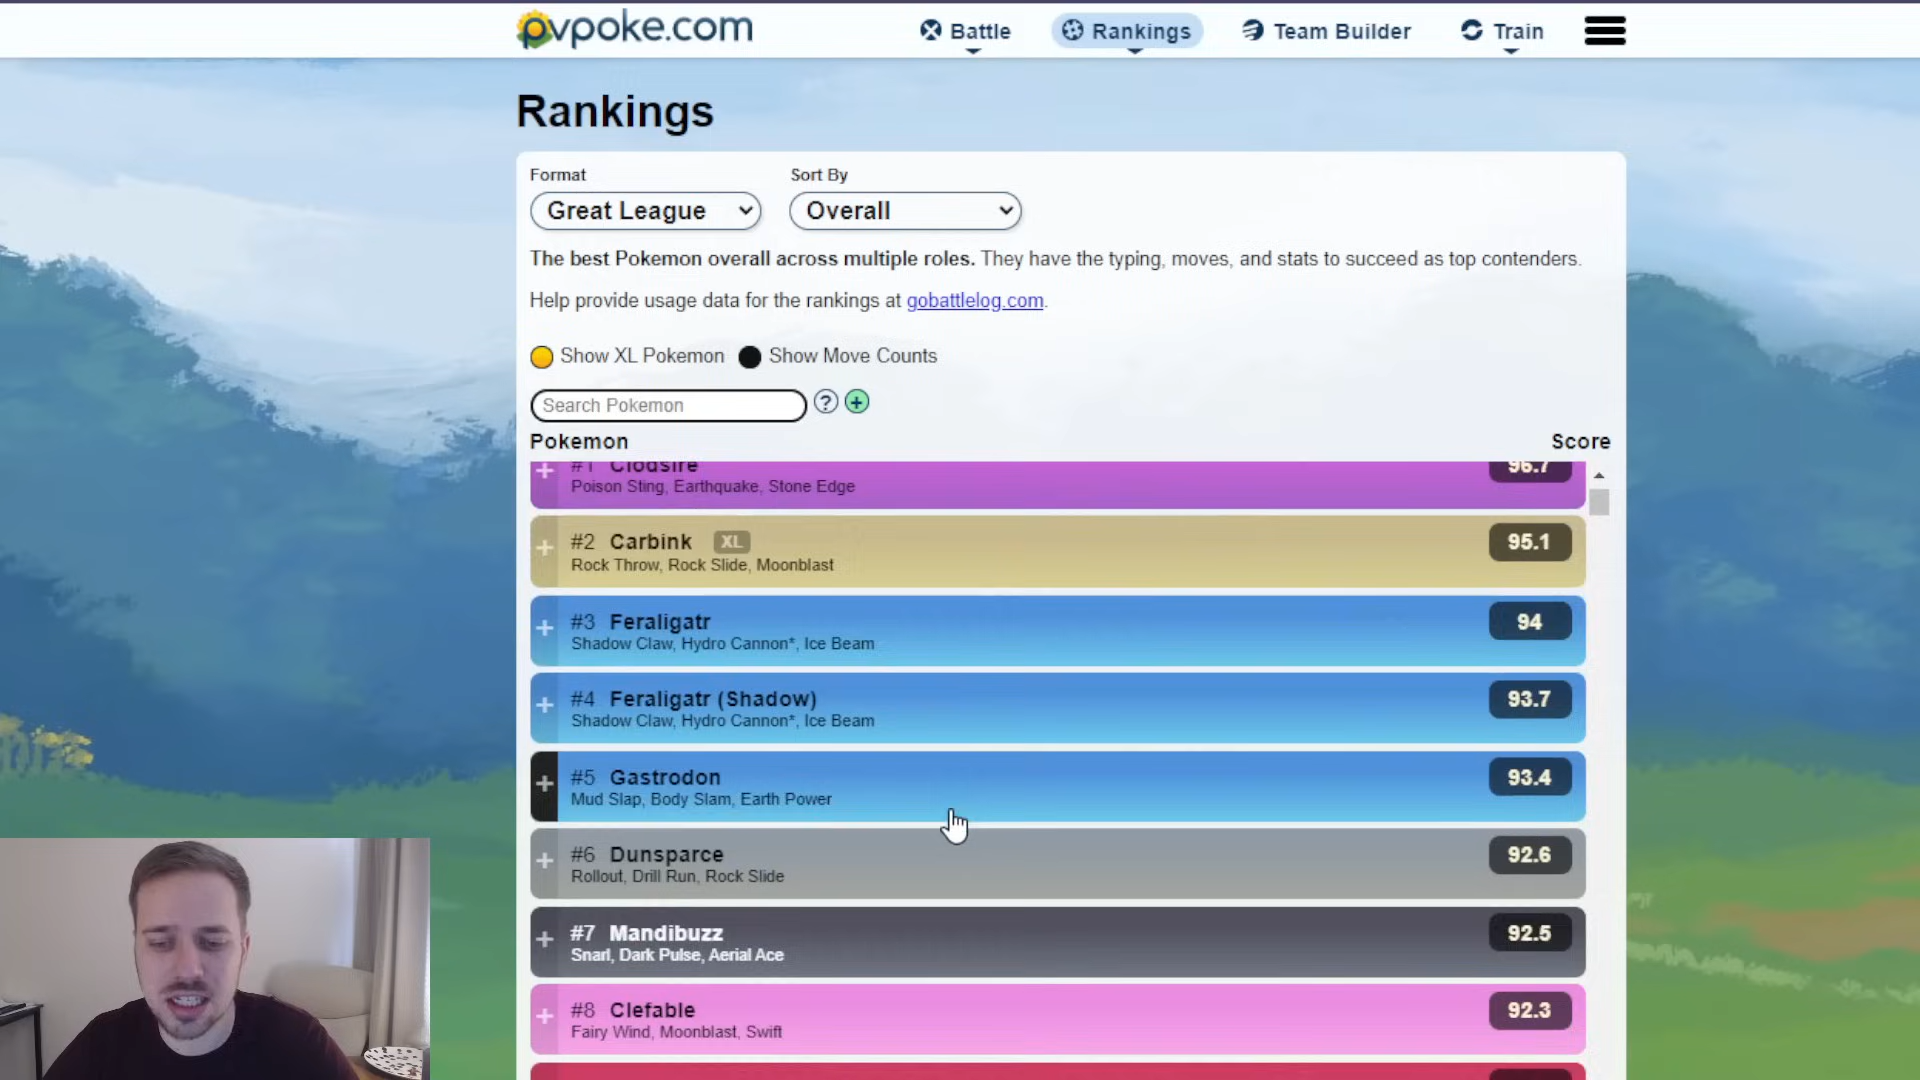 pvpoke.com
Battle
Rankings
Team Builder
Train
Rankings
Format
Sort By
Great League
Overall
The best Pokemon overall across multiple roles. They have the typing, moves, and stats to succeed as top contenders.
Help provide usage data for the rankings at gobattlelog.com.
Show XL Pokemon
Show Move Counts
Search Pokemon
?
+
Pokemon
Score
+ #1 Clodsire 96.7
Poison Sting, Earthquake, Stone Edge
+ #2 Carbink XL 95.1
Rock Throw, Rock Slide, Moonblast
+ #3 Feraligatr 94
Shadow Claw, Hydro Cannon*, Ice Beam
+ #4 Feraligatr (Shadow) 93.7
Shadow Claw, Hydro Cannon*, Ice Beam
+ #5 Gastrodon 93.4
Mud Slap, Body Slam, Earth Power
+ #6 Dunsparce 92.6
Rollout, Drill Run, Rock Slide
+ #7 Mandibuzz 92.5
Snarl, Dark Pulse, Aerial Ace
+ #8 Clefable 92.3
Fairy Wind, Moonblast, Swift